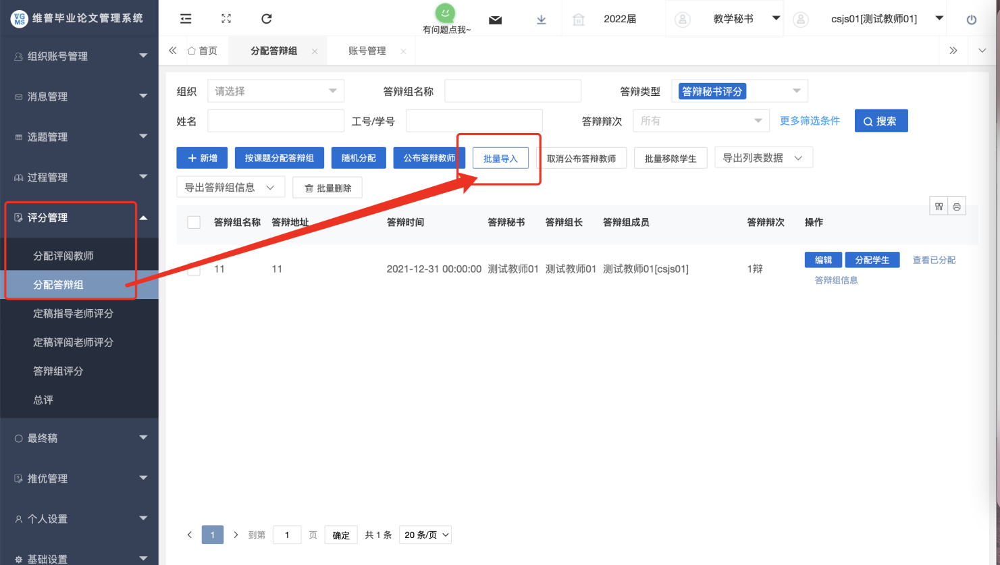 VG MS 维普毕业论文管理系统
有问题点我~
2022届
教学秘书
csjs01[测试教师01]
首页
分配答辩组
账号管理
组织账号管理
消息管理
选题管理
过程管理
评分管理
分配评阅教师
分配答辩组
定稿指导老师评分
定稿评阅老师评分
答辩组评分
总评
最终稿
推优管理
个人设置
基础设置
组织 请选择 答辩组名称 答辩类型 答辩秘书评分
姓名 工号/学号 答辩辩次 所有 更多筛选条件 搜索
新增 按课题分配答辩组 随机分配 公布答辩教师 批量导入 取消公布答辩教师 批量移除学生 导出列表数据
导出答辩组信息 批量删除
答辩组名称 答辩地址 答辩时间 答辩秘书 答辩组长 答辩组成员 答辩辩次 操作
11 11 2021-12-31 00:00:00 测试教师01 测试教师01 测试教师01[csjs01] 1辩 编辑 分配学生 查看已分配
答辩组信息
1 到第 1 页 确定 共 1 条 20 条/页